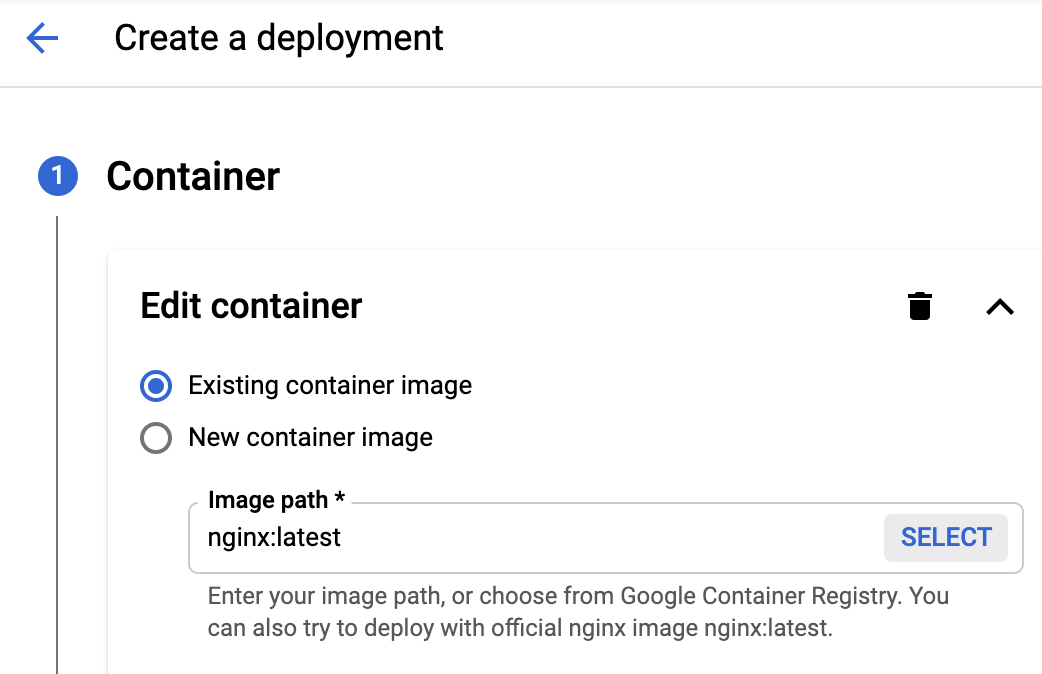 Create a deployment
1 Container
Edit container
Existing container image
New container image
Image path *
nginx:latest
SELECT
Enter your image path, or choose from Google Container Registry. You
can also try to deploy with official nginx image nginx:latest.